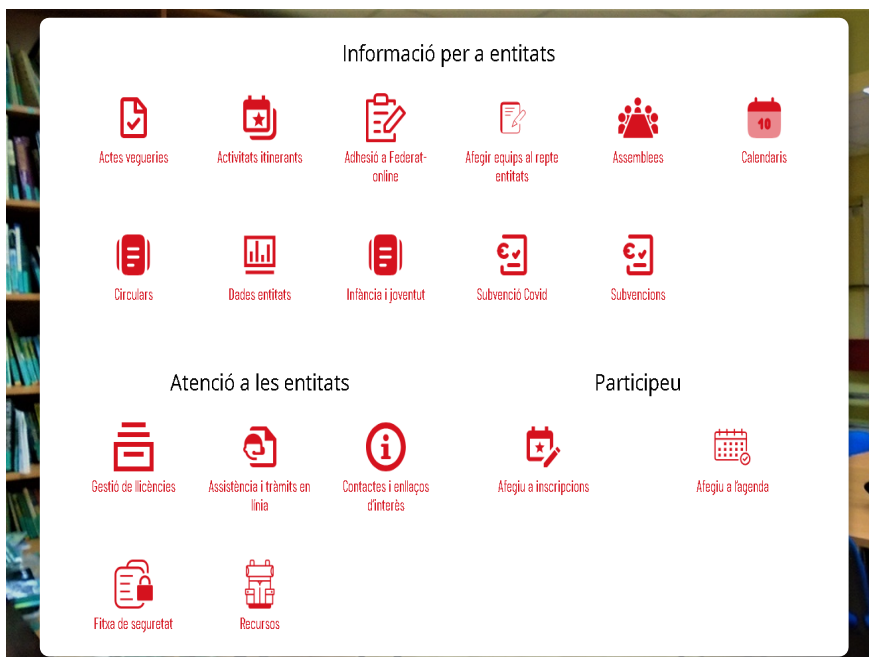 Informació per a entitats
Actes vegueries
Activitats itinerants
Adhesió a Federat-
online
Afegir equips al repte
entitats
Assemblees
10
Calendaris
Circulars
Dades entitats
Infància i joventut
Subvenció Covid
Subvencions
Atenció a les entitats
Gestió de llicències
Assistència i tràmits en
línia
Contactes i enllaços
d'interès
Fitxa de seguretat
Recursos
Participeu
Afegiu a inscripcions
Afegiu a l'agenda